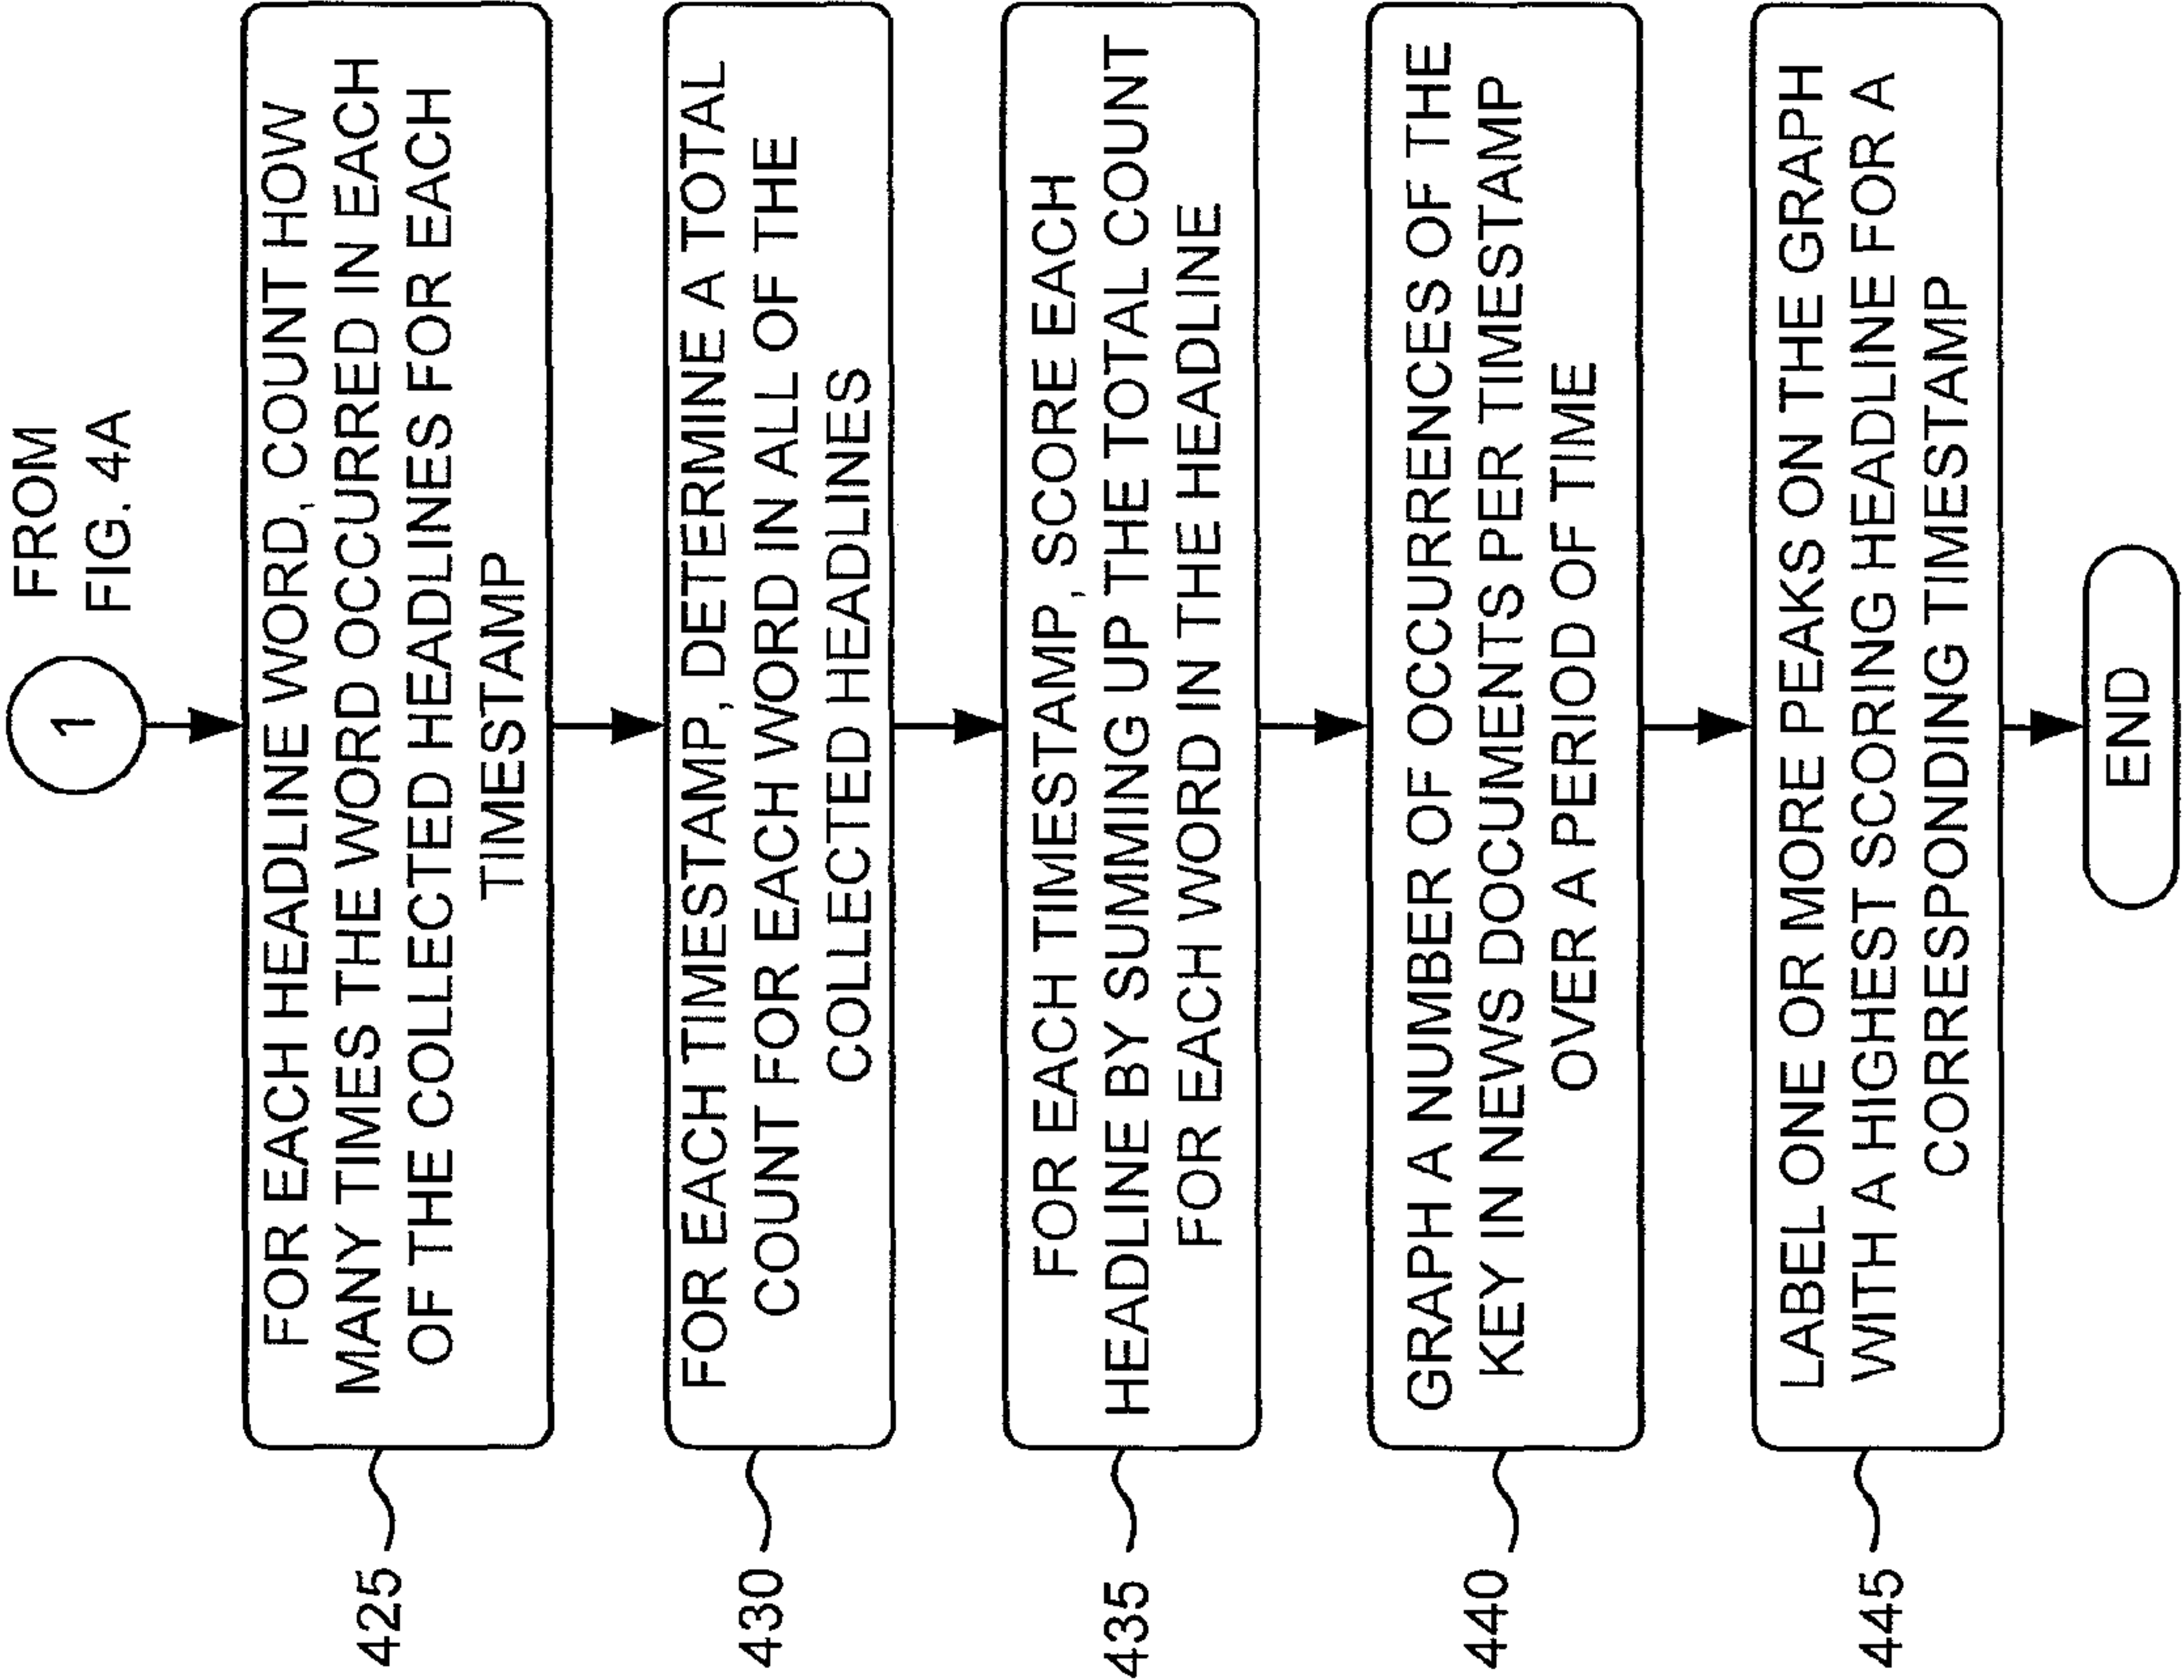 FROM
FIG. 4A
1
FOR EACH HEADLINE WORD, COUNT HOW
MANY TIMES THE WORD OCCURRED IN EACH
OF THE COLLECTED HEADLINES FOR EACH
TIMESTAMP
425
FOR EACH TIMESTAMP, DETERMINE A TOTAL
COUNT FOR EACH WORD IN ALL OF THE
COLLECTED HEADLINES
430
FOR EACH TIMESTAMP, SCORE EACH
HEADLINE BY SUMMING UP THE TOTAL COUNT
FOR EACH WORD IN THE HEADLINE
435
GRAPH A NUMBER OF OCCURRENCES OF THE
KEY IN NEWS DOCUMENTS PER TIMESTAMP
OVER A PERIOD OF TIME
440
LABEL ONE OR MORE PEAKS ON THE GRAPH
WITH A HIGHEST SCORING HEADLINE FOR A
CORRESPONDING TIMESTAMP
445
END